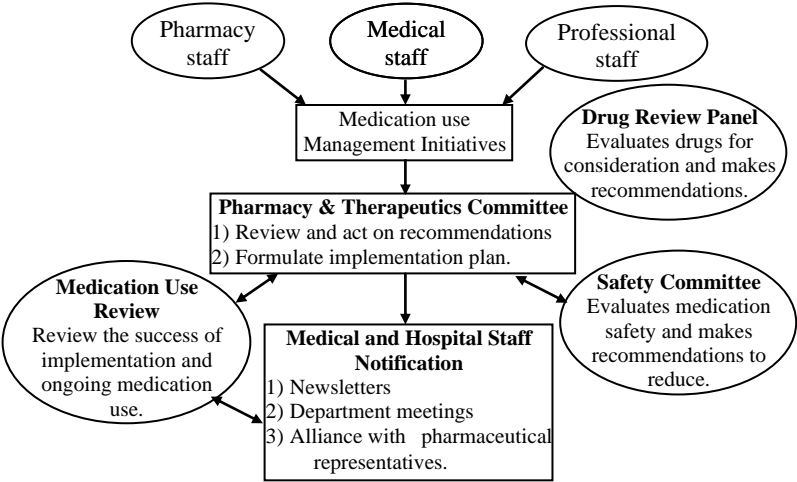 Pharmacy
staff
Medical
staff
Professional
staff
Medication use
Management Initiatives
Drug Review Panel
Evaluates drugs for
consideration and makes
recommendations.
Pharmacy & Therapeutics Committee
1) Review and act on recommendations
2) Formulate implementation plan.
Medication Use
Review
Review the success of
implementation and
ongoing medication
use.
Safety Committee
Evaluates medication
safety and makes
recommendations to
reduce.
Medical and Hospital Staff
Notification
1) Newsletters
2) Department meetings
3) Alliance with pharmaceutical
representatives.